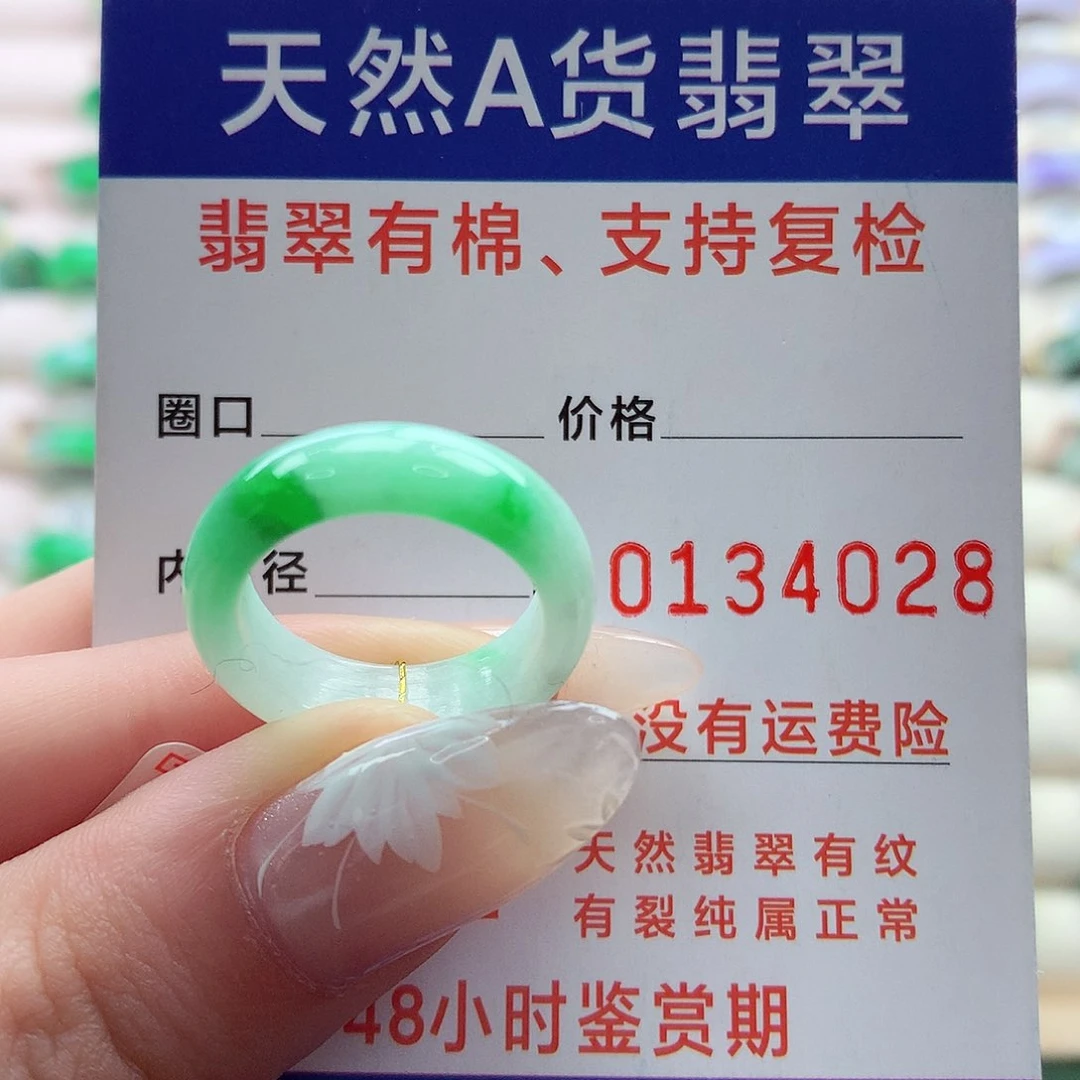 天然A货翡翠
翡翠有棉、支持复检
圈口 价格
内径 0134028
没有运费险
天然翡翠有纹
有裂纯属正常
48小时鉴赏期